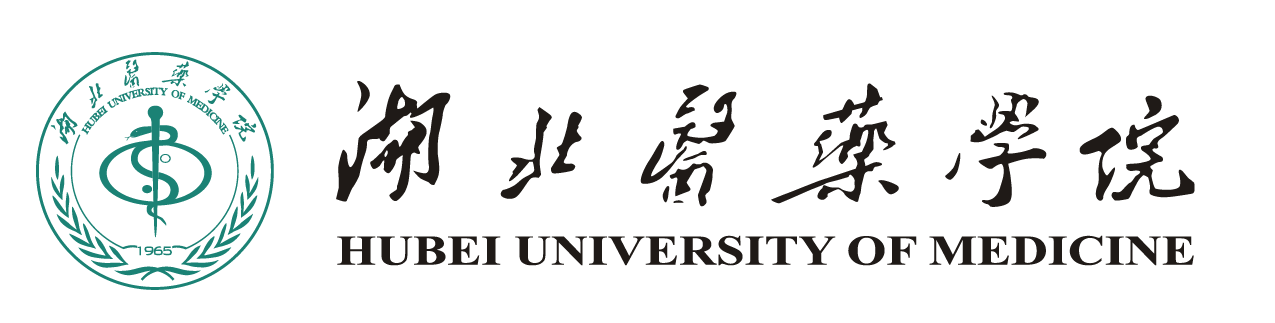 湖北醫藥學院
HUBEI UNIVERSITY OF MEDICINE
1965
湖北醫藥學院
HUBEI UNIVERSITY OF MEDICINE